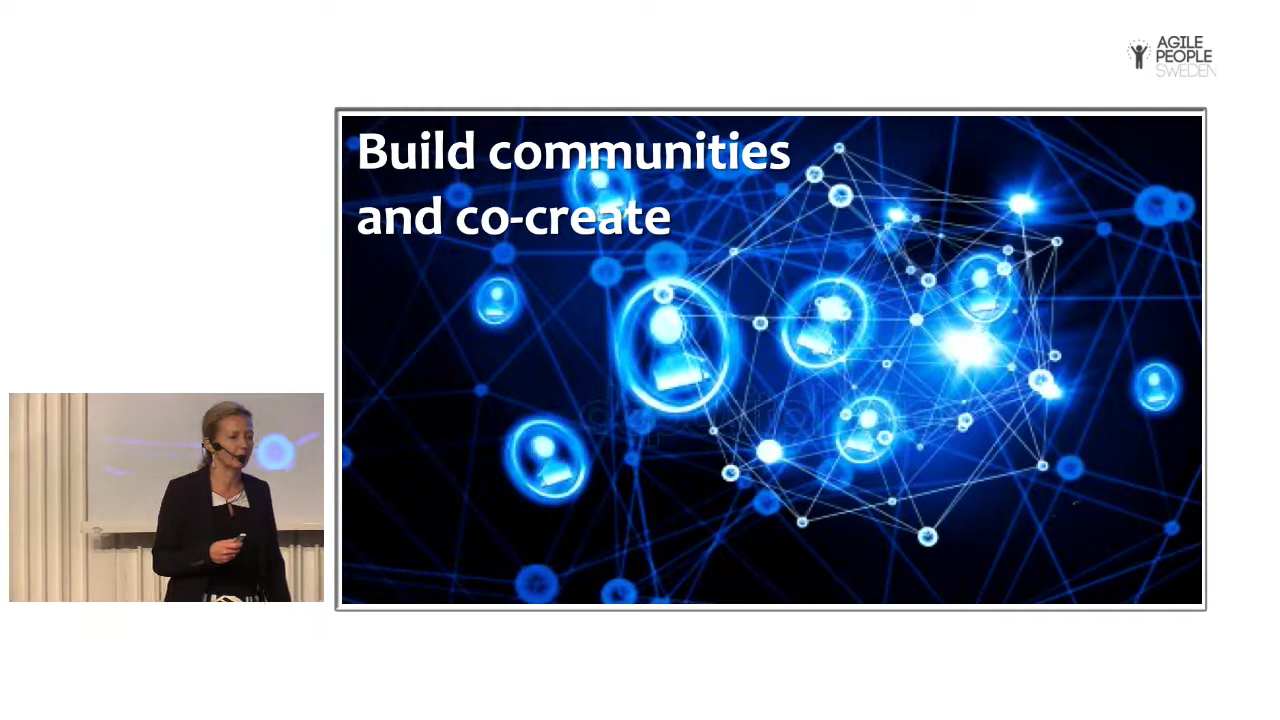 AGILE
PEOPLE
SWEDEN
Build communities
and co-create